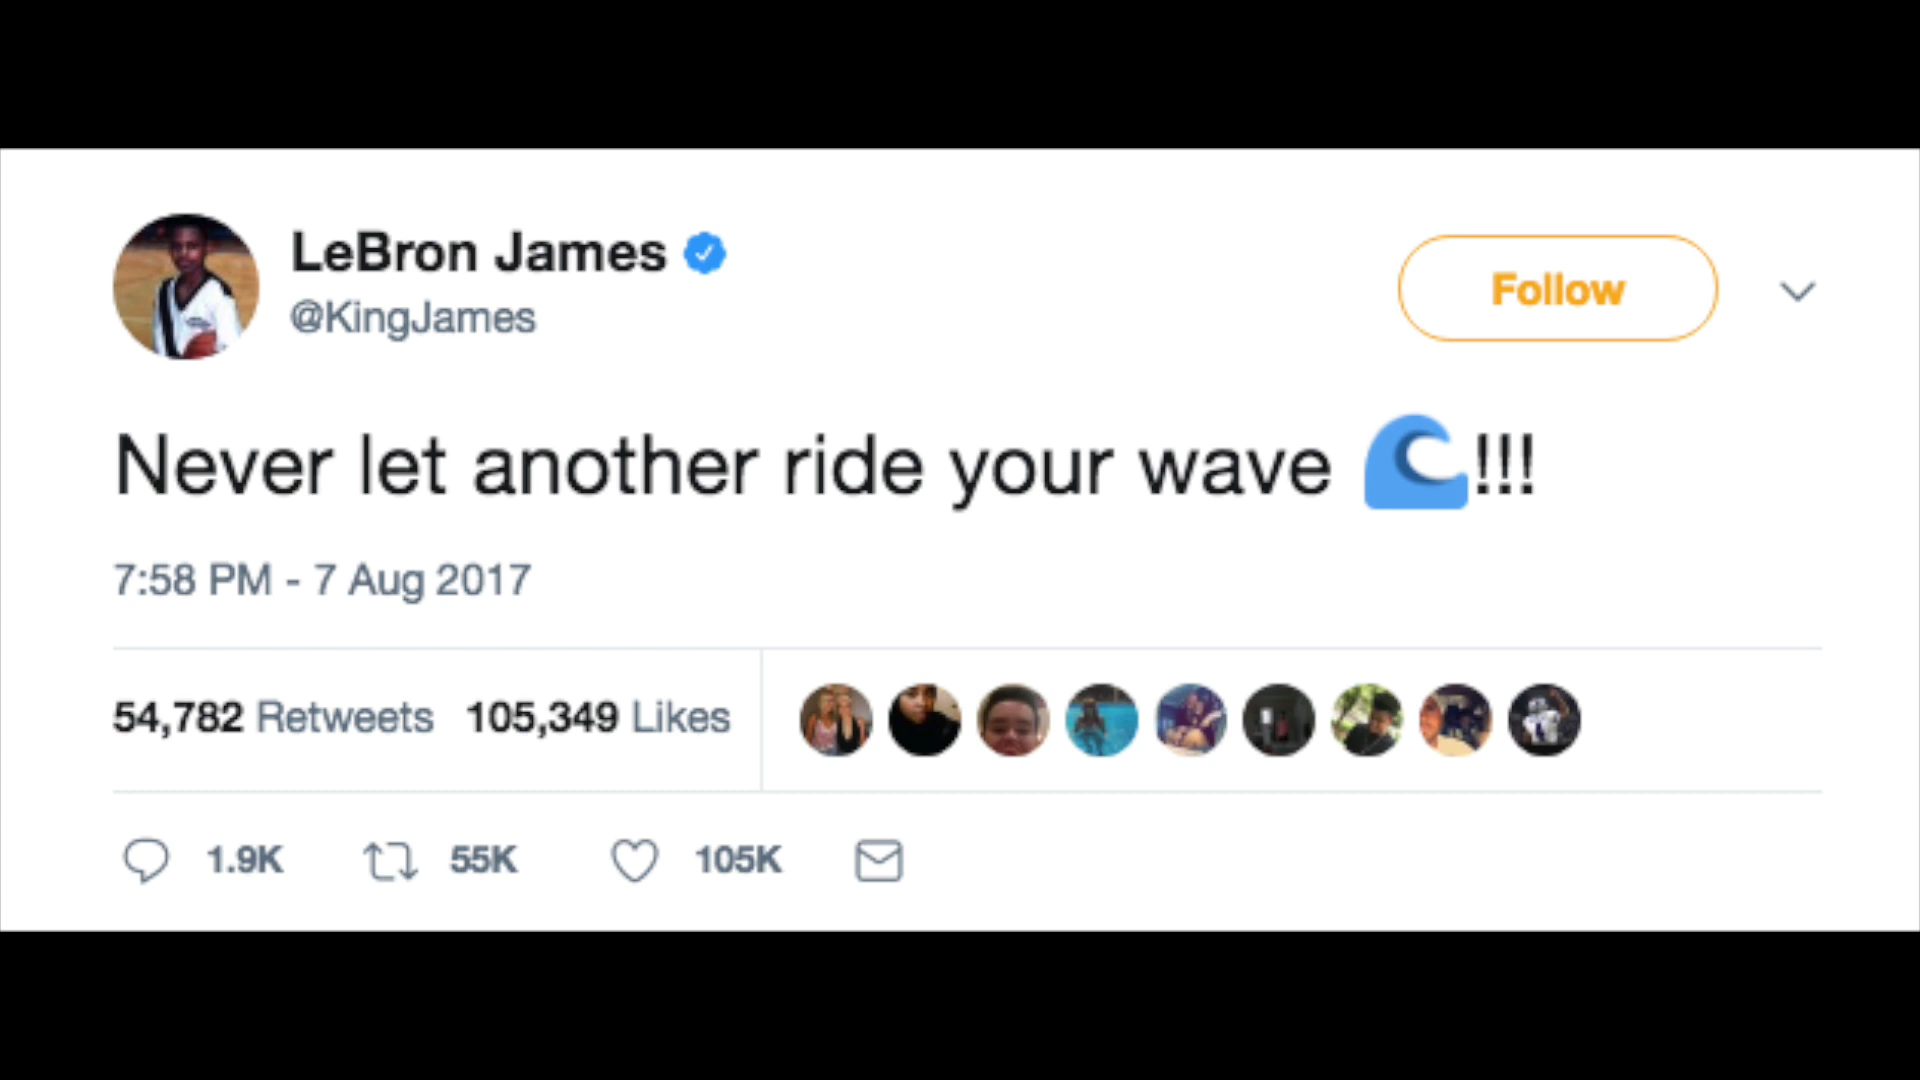 LeBron James
@KingJames
Follow
Never let another ride your wave 🌊!!!
7:58 PM - 7 Aug 2017
54,782 Retweets 105,349 Likes
1.9K 55K 105K